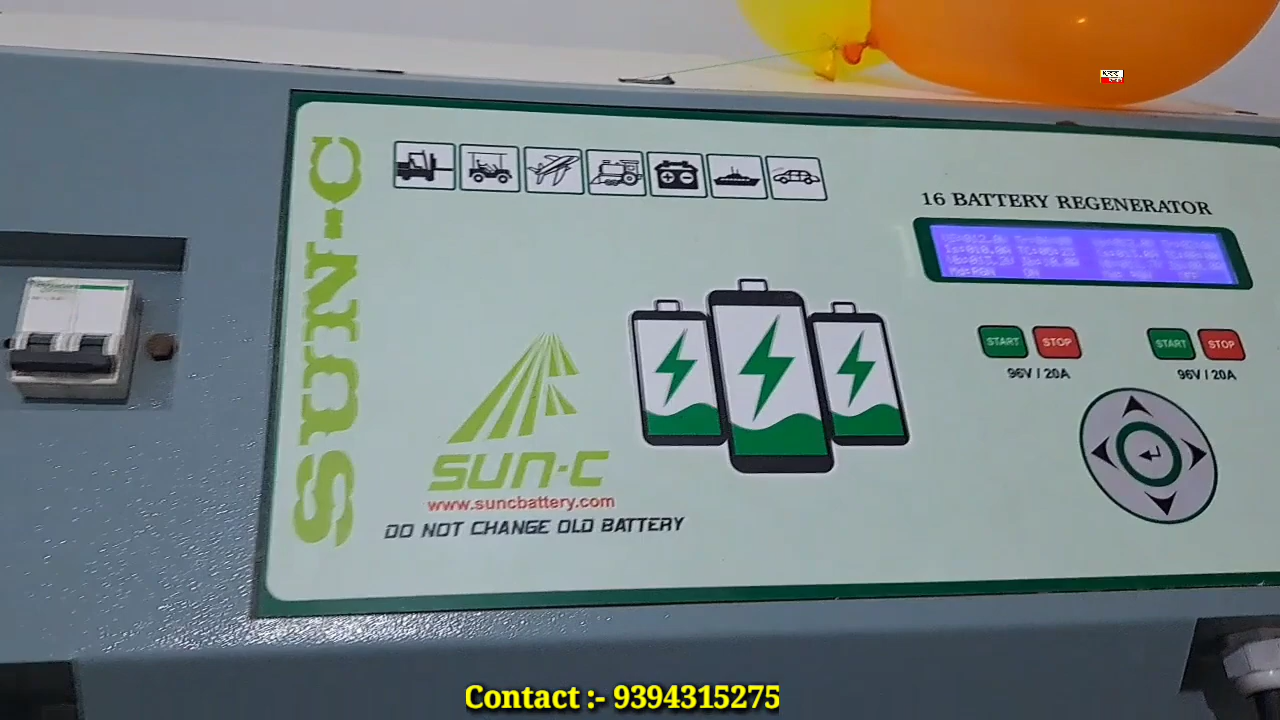 SUN-C
16 BATTERY REGENERATOR
START STOP START STOP
96V / 20A 96V / 20A
SUN-C
www.suncbattery.com
DO NOT CHANGE OLD BATTERY
Contact :- 9394315275